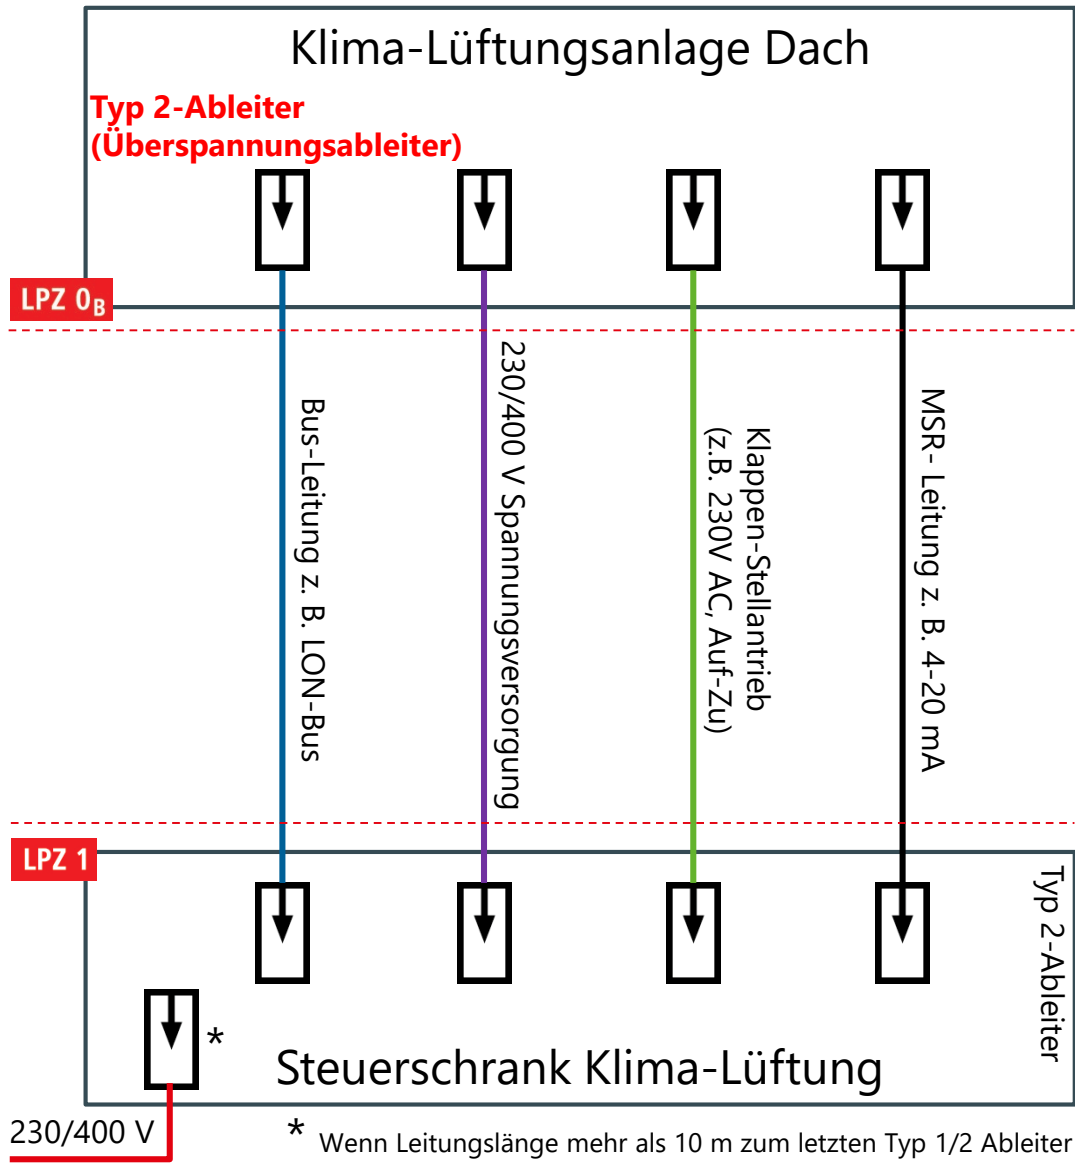 Klima-Lüftungsanlage Dach
Typ 2-Ableiter
(Überspannungsableiter)
LPZ 0B
Bus-Leitung z. B. LON-Bus
230/400 V Spannungsversorgung
Klappen-Stellantrieb
(z.B. 230V AC, Auf-Zu)
MSR- Leitung z. B. 4-20 mA
LPZ 1
Typ 2-Ableiter
*
Steuerschrank Klima-Lüftung
230/400 V
* Wenn Leitungslänge mehr als 10 m zum letzten Typ 1/2 Ableiter